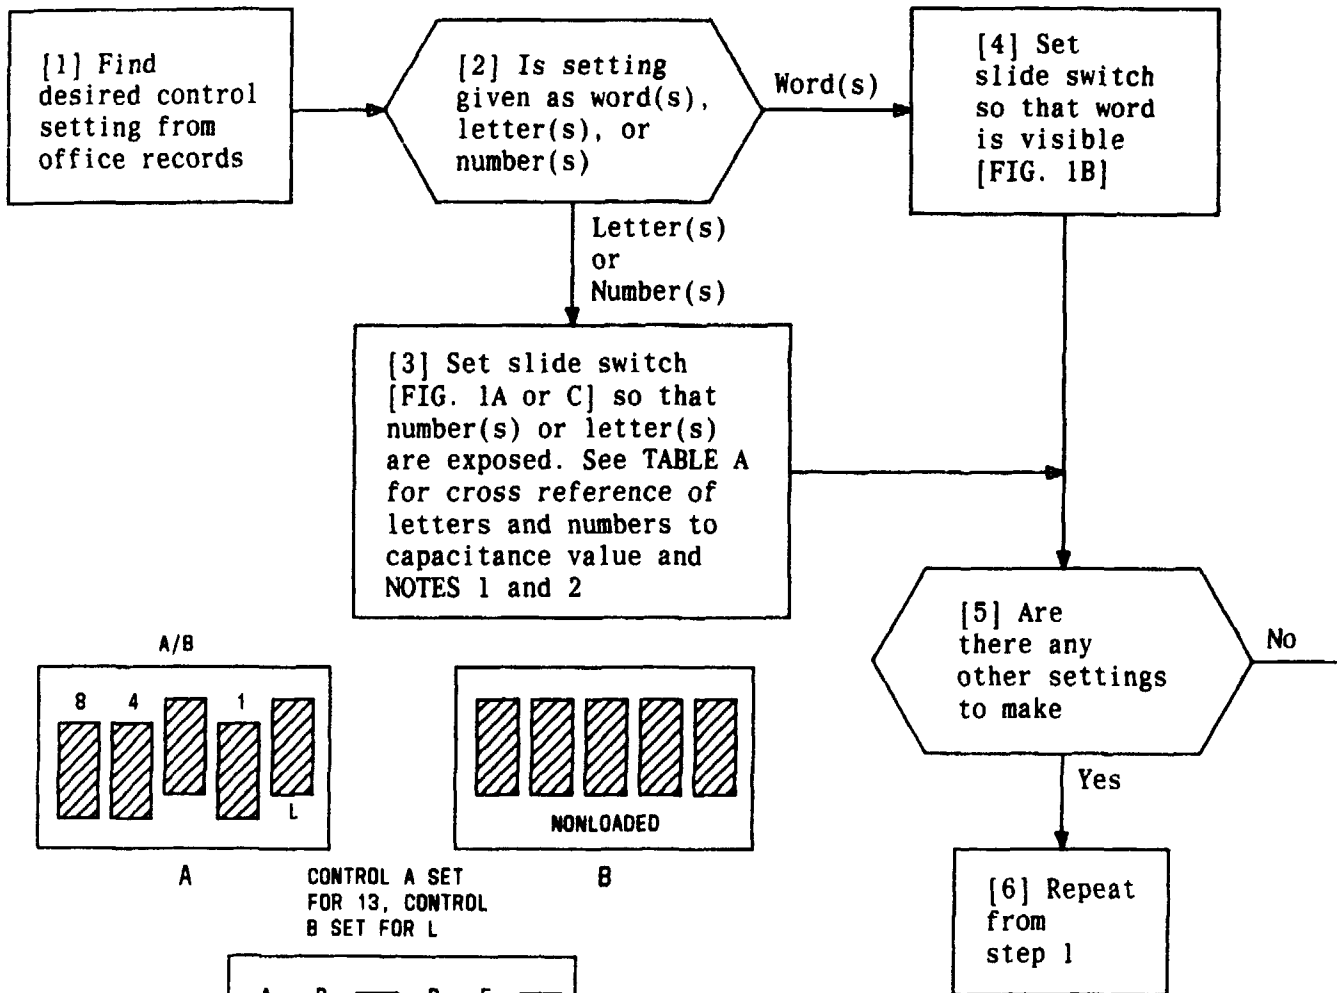 [1] Find
desired control
setting from
office records
[2] Is setting
given as word(s),
letter(s), or
number(s)
Word(s)
[4] Set
slide switch
so that word
is visible
[FIG. 1B]
Letter(s)
or
Number(s)
[3] Set slide switch
[FIG. 1A or C] so that
number(s) or letter(s)
are exposed. See TABLE A
for cross reference of
letters and numbers to
capacitance value and
NOTES 1 and 2
[5] Are
there any
other settings
to make
No
Yes
[6] Repeat
from
step 1
A/B
8 4 1
L
A
NONLOADED
B
CONTROL A SET
FOR 13, CONTROL
B SET FOR L